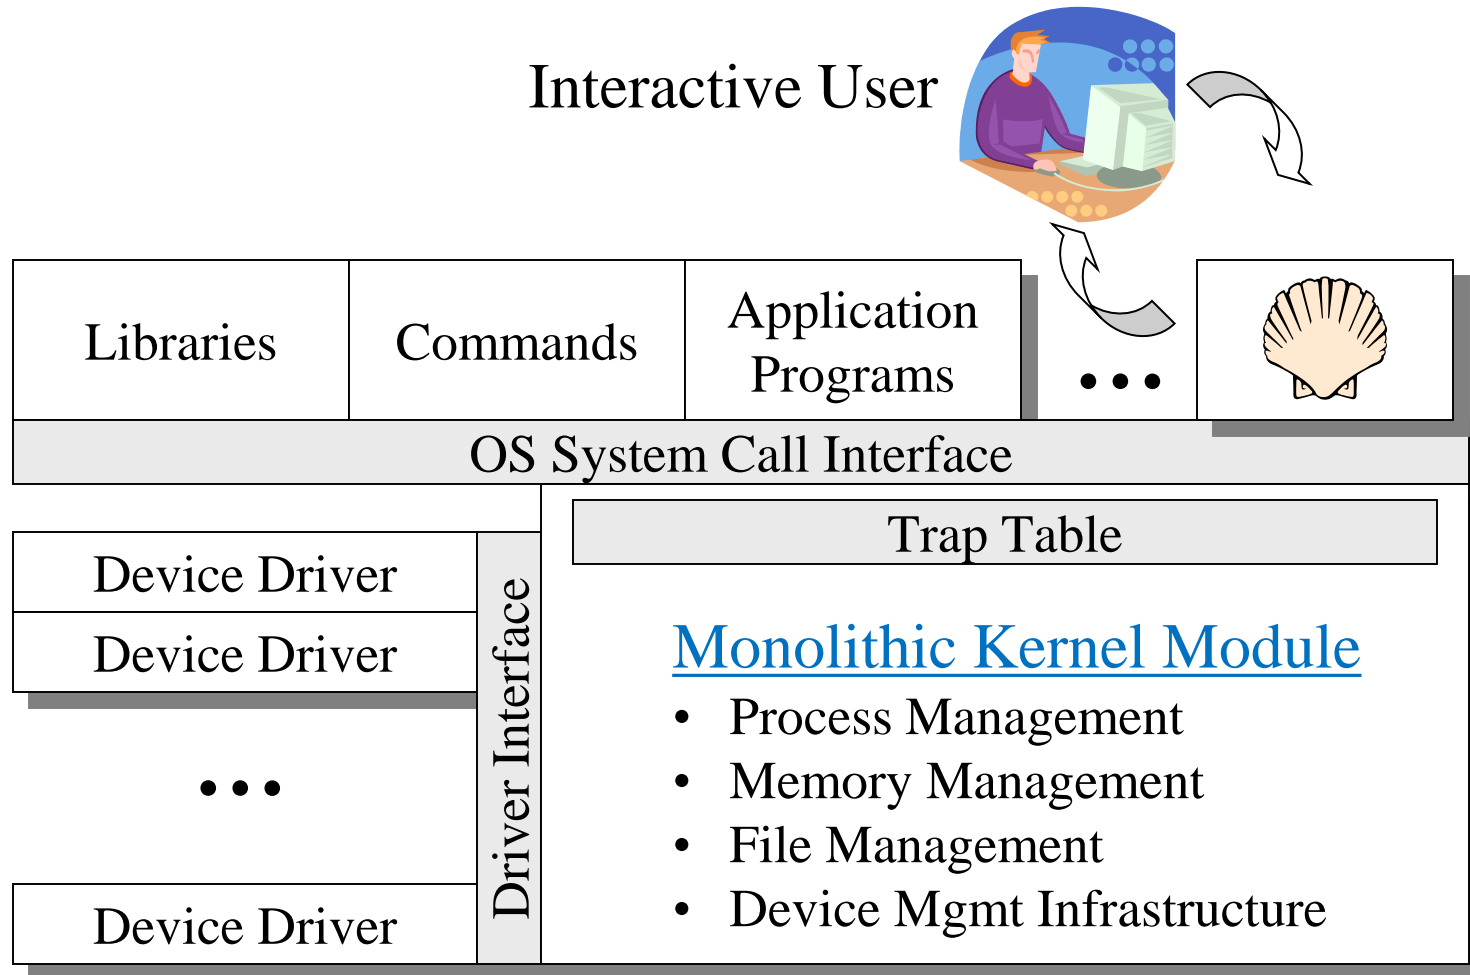 Interactive User
Libraries
Commands
Application
Programs
...
OS System Call Interface
Trap Table
Device Driver
Device Driver
...
Device Driver
Driver Interface
Monolithic Kernel Module
• Process Management
• Memory Management
• File Management
• Device Mgmt Infrastructure